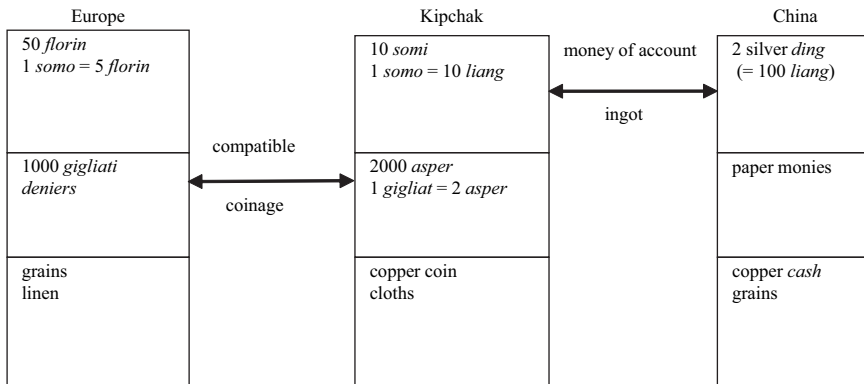 Europe
Kipchak
China
50 florin
1 somo = 5 florin
10 somi
1 somo = 10 liang
money of account
ingot
2 silver ding
(= 100 liang)
1000 gigliati
deniers
compatible
coinage
2000 asper
1 gigliat = 2 asper
paper monies
grains
linen
copper coin
cloths
copper cash
grains